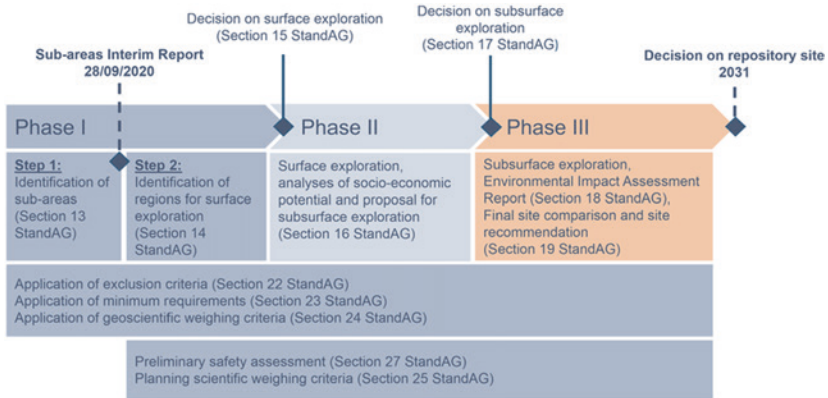 Decision on surface exploration
(Section 15 StandAG)
Decision on subsurface
exploration
(Section 17 StandAG)
Sub-areas Interim Report
28/09/2020
Decision on repository site
2031
Phase I
Phase II
Phase III
Step 1:
Identification of
sub-areas
(Section 13
StandAG)
Step 2:
Identification of
regions for surface
exploration
(Section 14
StandAG)
Surface exploration,
analyses of socio-economic
potential and proposal for
subsurface exploration
(Section 16 StandAG)
Subsurface exploration,
Environmental Impact Assessment
Report (Section 18 StandAG),
Final site comparison and site
recommendation
(Section 19 StandAG)
Application of exclusion criteria (Section 22 StandAG)
Application of minimum requirements (Section 23 StandAG)
Application of geoscientific weighing criteria (Section 24 StandAG)
Preliminary safety assessment (Section 27 StandAG)
Planning scientific weighing criteria (Section 25 StandAG)